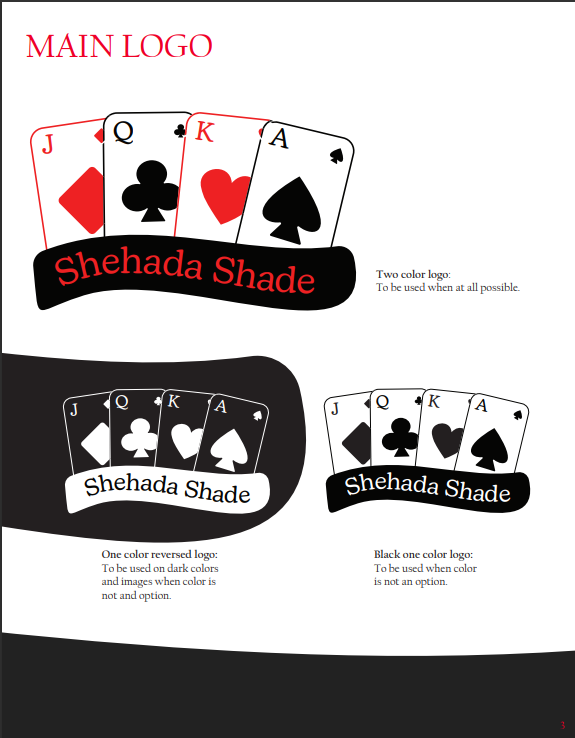 MAIN LOGO
J Q K A
Shehada Shade
Two color logo:
To be used when at all possible.
J Q K A
Shehada Shade
J Q K A
Shehada Shade
One color reversed logo:
To be used on dark colors
and images when color is
not and option.
Black one color logo:
To be used when color
is not an option.
3